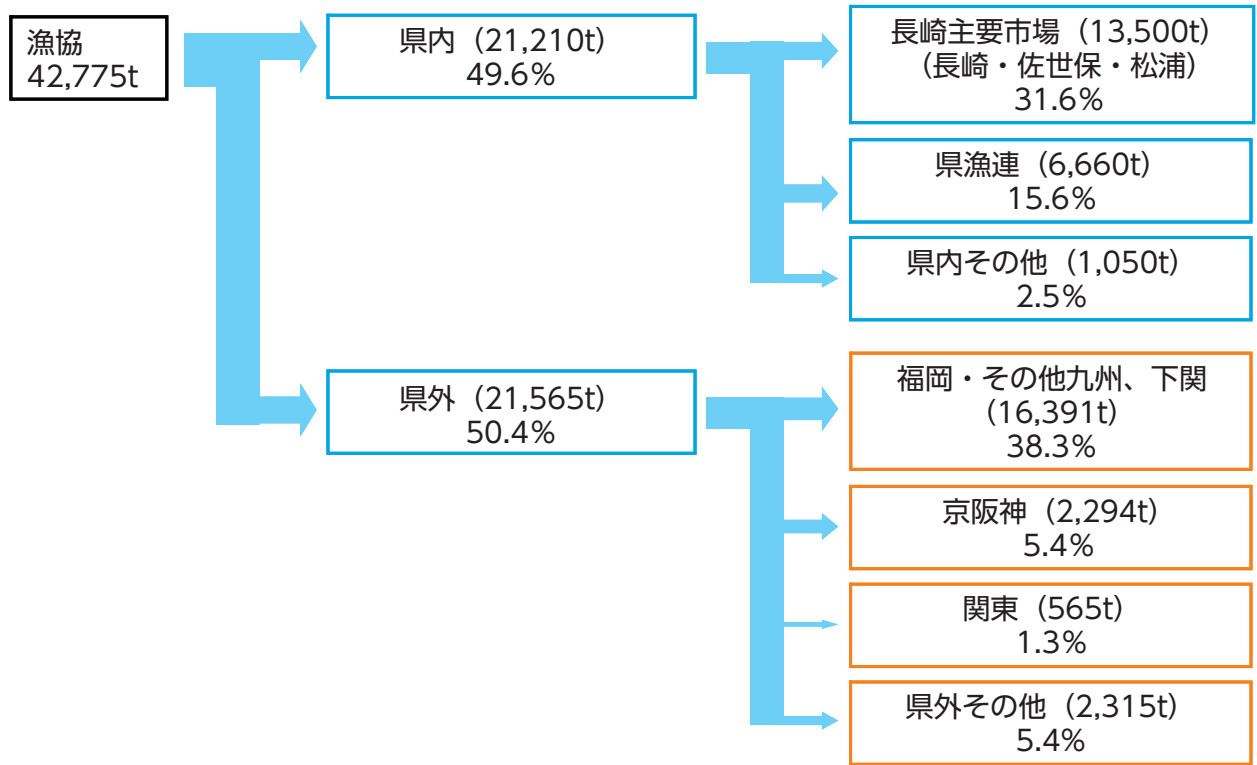 漁協
42,775t
県内（21,210t）
49.6%
長崎主要市場（13,500t）
（長崎・佐世保・松浦）
31.6%
県漁連（6,660t）
15.6%
県内その他（1,050t）
2.5%
県外（21,565t）
50.4%
福岡・その他九州、下関
（16,391t）
38.3%
京阪神（2,294t）
5.4%
関東（565t）
1.3%
県外その他（2,315t）
5.4%